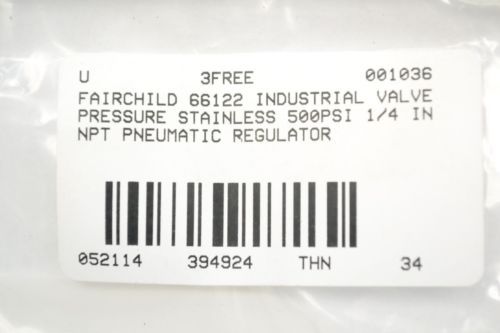 U 3FREE 001036
FAIRCHILD 66122 INDUSTRIAL VALVE
PRESSURE STAINLESS 500PSI 1/4 IN
NPT PNEUMATIC REGULATOR
052114 394924 THN 34